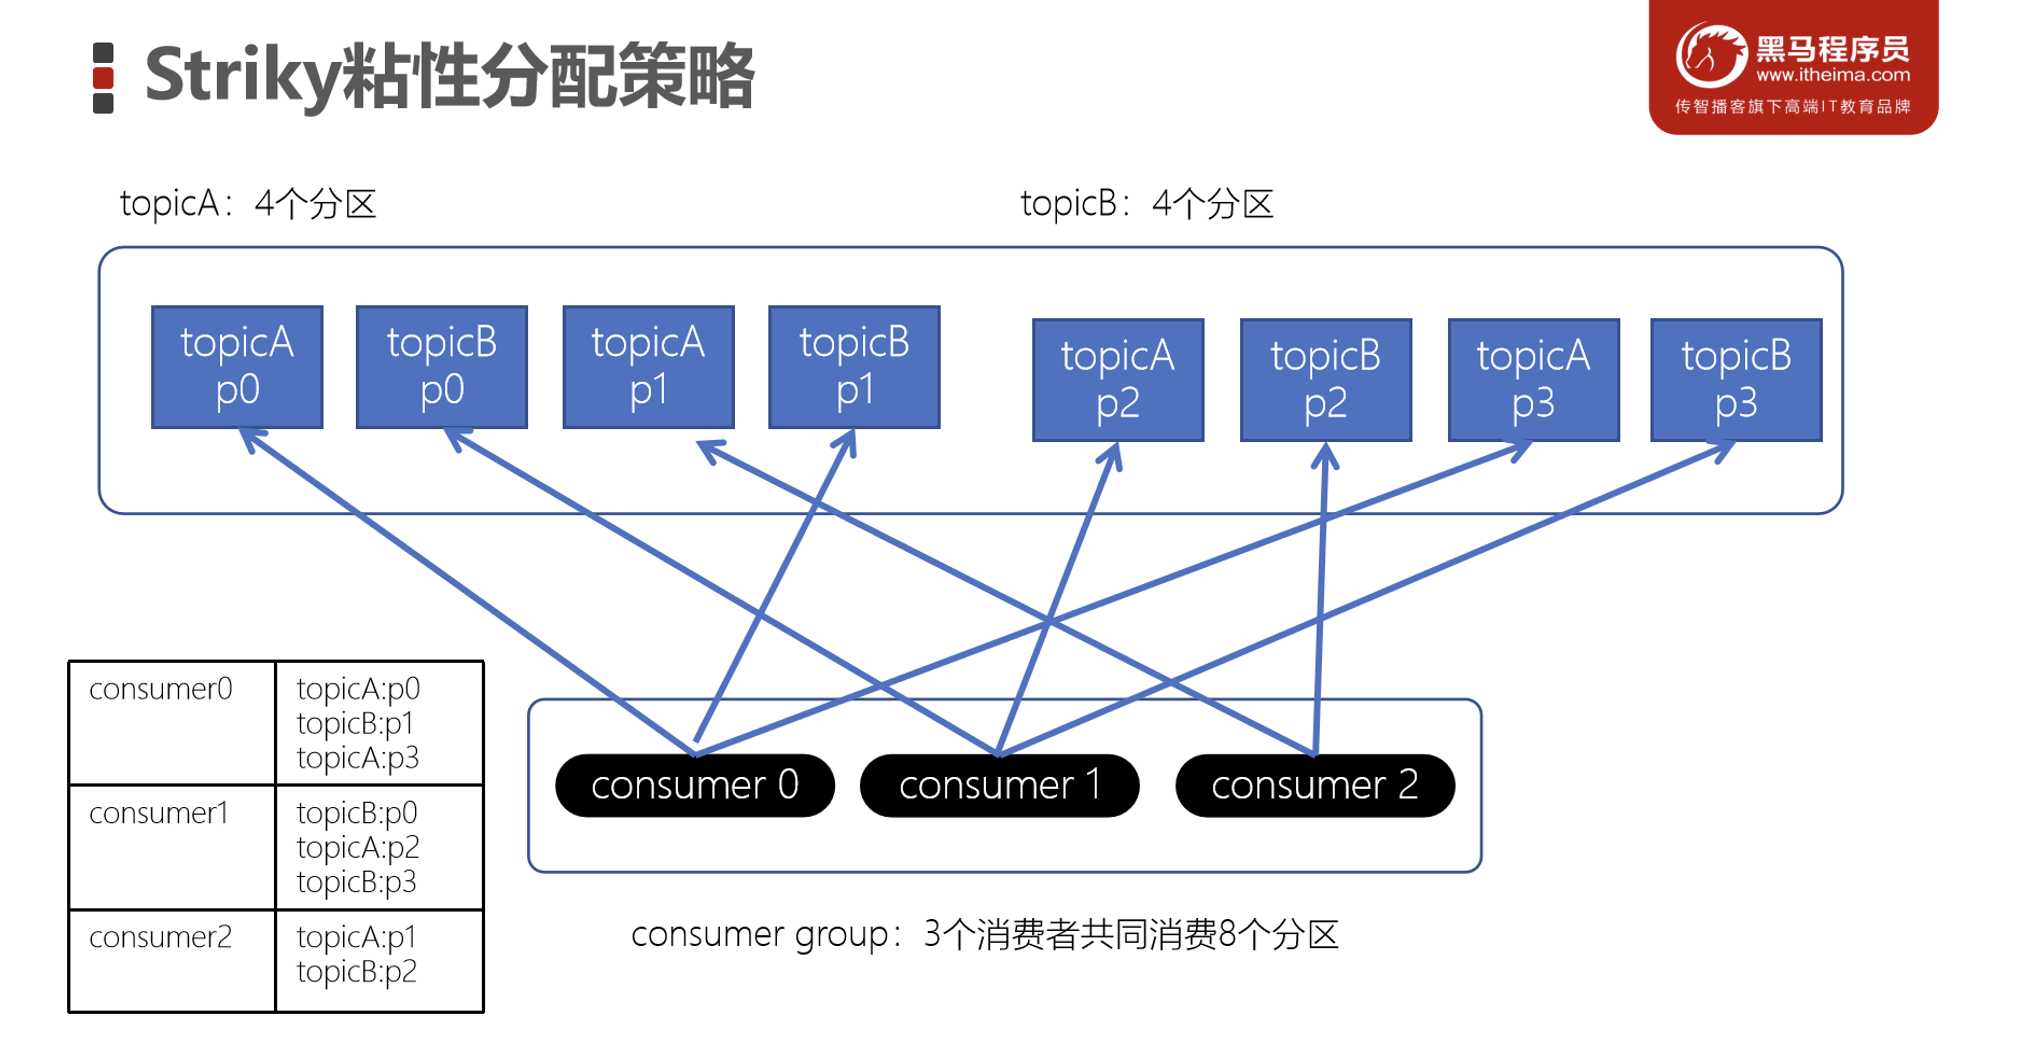 Striky粘性分配策略
黑马程序员
www.itheima.com
传智播客旗下高端IT教育品牌
topicA：4个分区
topicB：4个分区
topicA
p0
topicB
p0
topicA
p1
topicB
p1
topicA
p2
topicB
p2
topicA
p3
topicB
p3
consumer0
topicA:p0
topicB:p1
topicA:p3
consumer1
topicB:p0
topicA:p2
topicB:p3
consumer2
topicA:p1
topicB:p2
consumer 0
consumer 1
consumer 2
consumer group：3个消费者共同消费8个分区